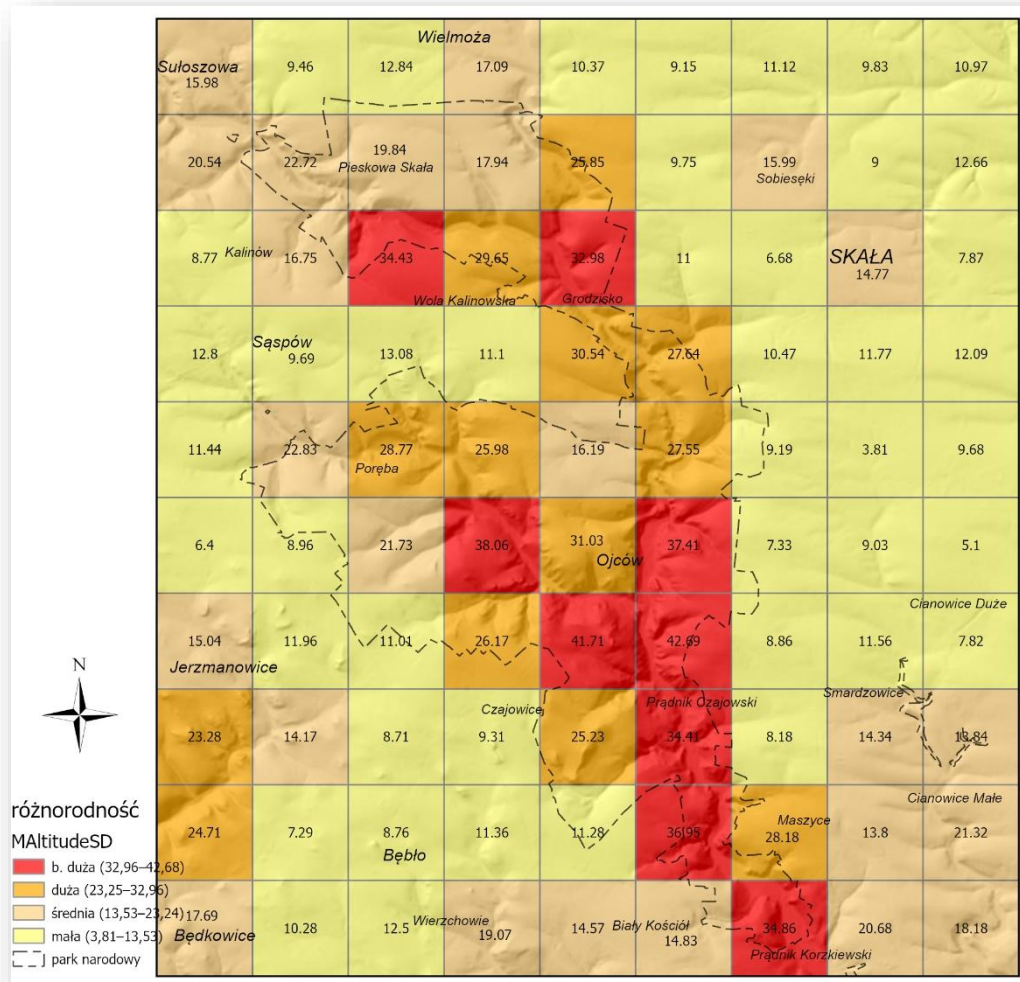 Wielmoża
Sułoszowa
15.98 9.46 12.84 17.09 10.37 9.15 11.12 9.83 10.97
20.54 22.72 19.84 17.94 25.85 9.75 15.99 9 12.66
Pieskowa Skała Sobiesęki
8.77 Kalinów 16.75 34.43 29.65 32.98 11 6.68 SKAŁA 14.77 7.87
Wola Kalinowska Grodzisko
Sąspów
12.8 9.69 13.08 11.1 30.54 27.64 10.47 11.77 12.09
11.44 22.83 28.77 25.98 16.19 27.55 9.19 3.81 9.68
Poręba
6.4 8.96 21.73 38.06 31.03 37.41 7.33 9.03 5.1
Ojców
Cianowice Duże
15.04 11.96 11.01 26.17 41.71 42.69 8.86 11.56 7.82
Jerzmanowice
Smardzowice
Czajowice Prądnik Czajowski
23.28 14.17 8.71 9.31 25.23 34.41 8.18 14.34 13.84
Cianowice Małe
Maszyce
24.71 7.29 8.76 11.36 11.28 36.95 28.18 13.8 21.32
Bębło
17.69 10.28 12.5 Wierzchowie 19.07 14.57 Biały Kościół 14.83 34.86 20.68 18.18
Będkowice
Prądnik Korzkiewski
N
różnorodność
MAltitudeSD
b. duża (32,96–42,68)
duża (23,25–32,96)
średnia (13,53–23,24)
mała (3,81–13,53)
park narodowy